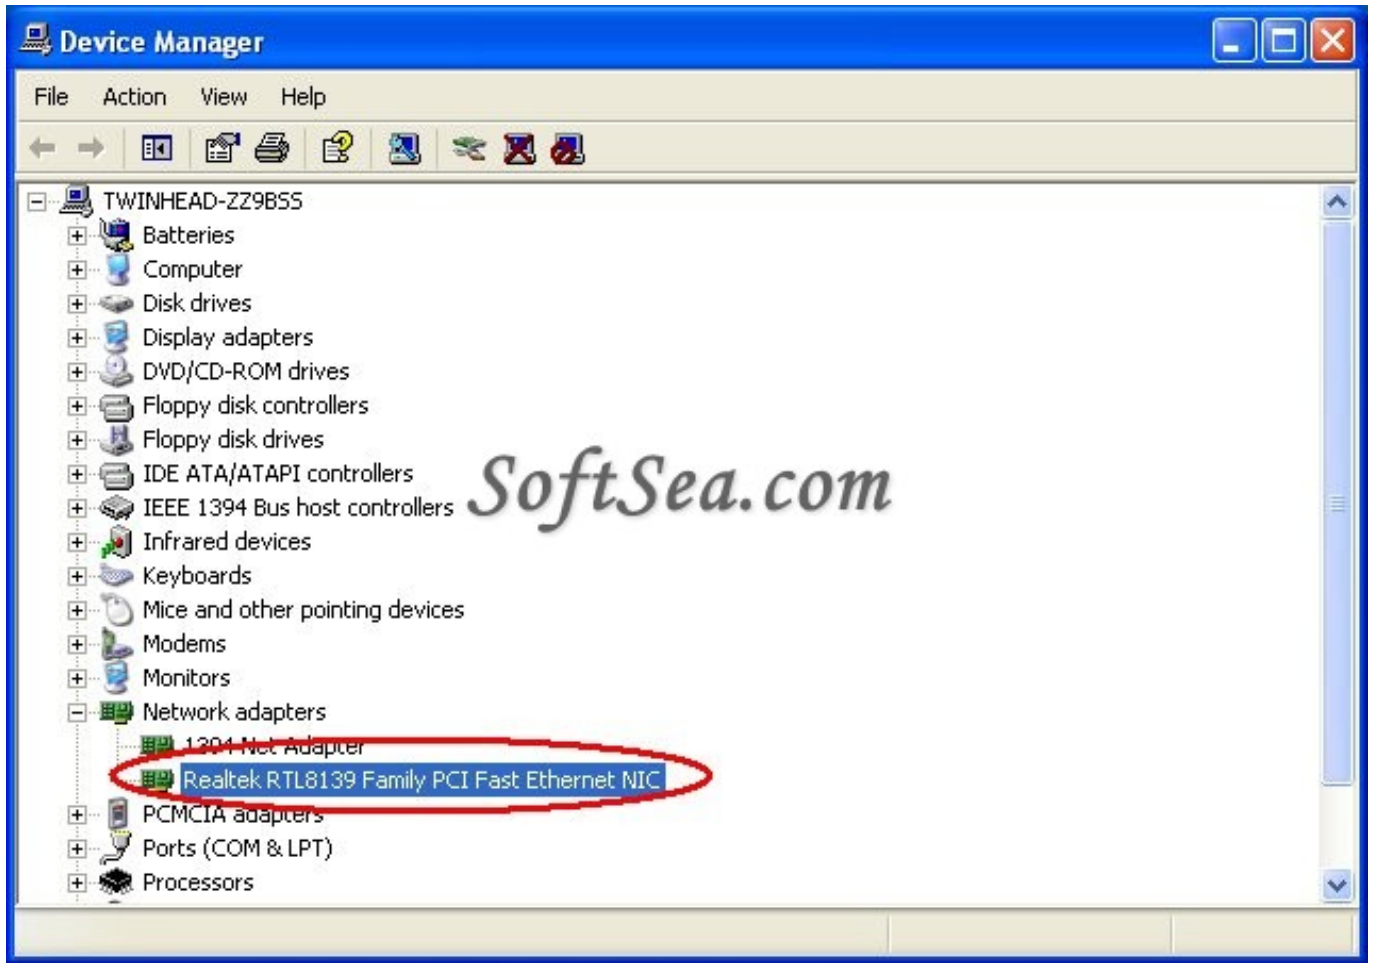 Device Manager
File Action View Help
TWINHEAD-ZZ9BSS
Batteries
Computer
Disk drives
Display adapters
DVD/CD-ROM drives
Floppy disk controllers
Floppy disk drives
IDE ATA/ATAPI controllers
SoftSea.com
IEEE 1394 Bus host controllers
Infrared devices
Keyboards
Mice and other pointing devices
Modems
Monitors
Network adapters
1394 Net Adapter
Realtek RTL8139 Family PCI Fast Ethernet NIC
PCMCIA adapters
Ports (COM & LPT)
Processors